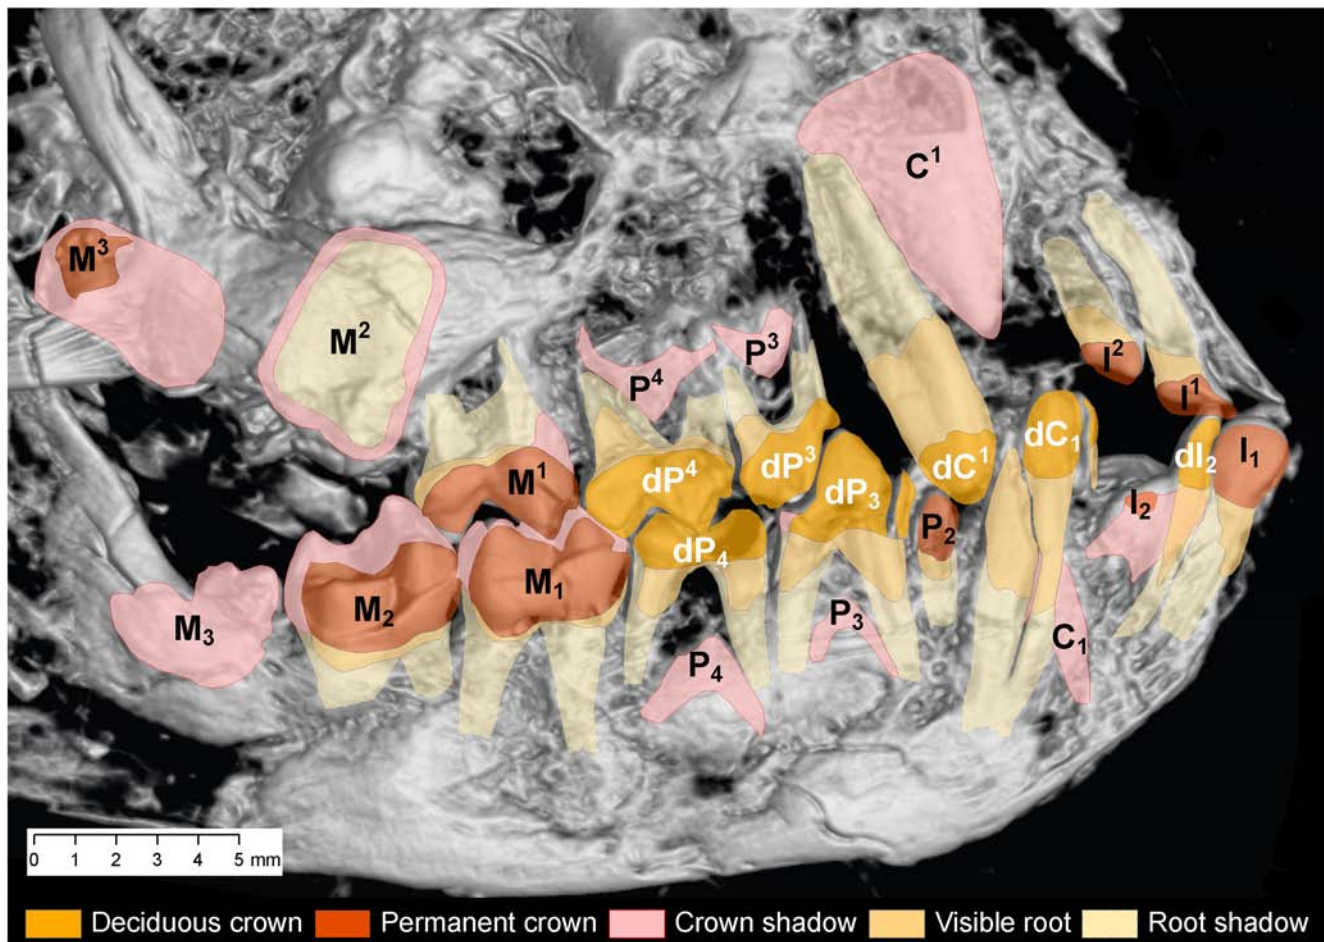 C¹
M³
M²
P³
P⁴
I²
I¹
dC₁
M¹
dP⁴
dP³
dP₃
dC¹
dI₂
I₁
I₂
P₂
dP₄
M₁
M₂
M₃
P₃
C₁
P₄
0 1 2 3 4 5 mm
Deciduous crown Permanent crown Crown shadow Visible root Root shadow